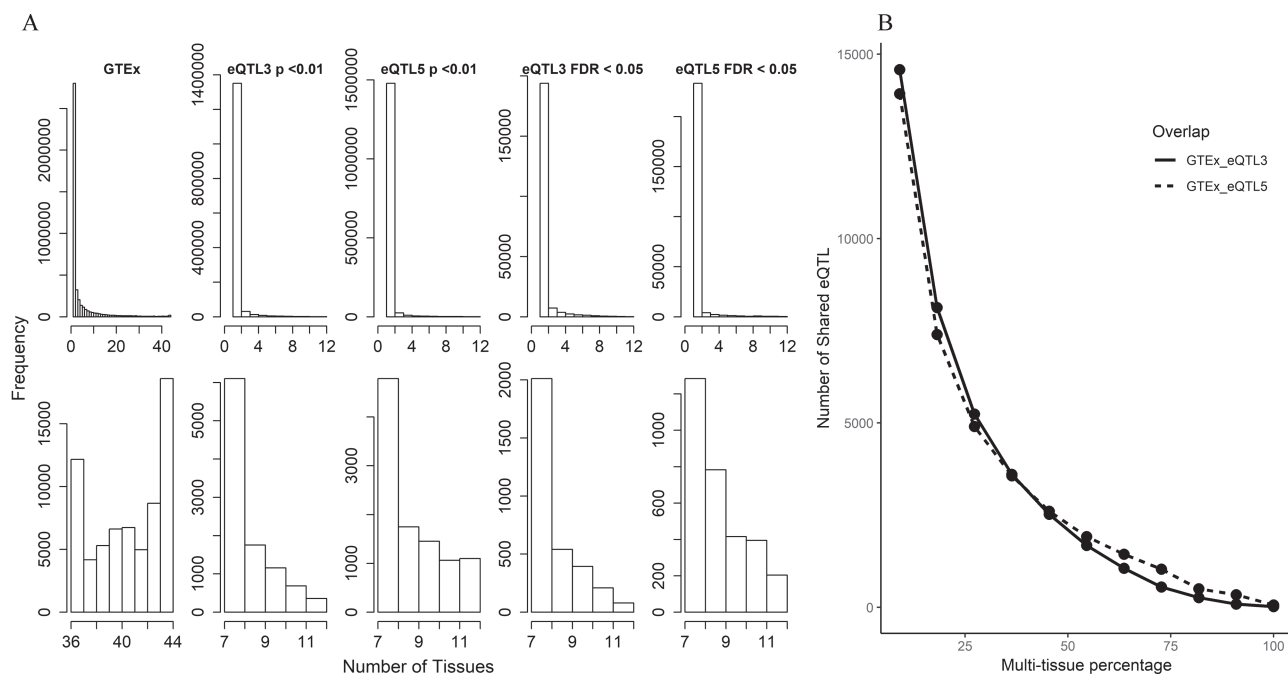 A
B
GTEx
eQTL3 p <0.01
eQTL5 p <0.01
eQTL3 FDR < 0.05
eQTL5 FDR < 0.05
Frequency
0
1000000
2000000
0 20 40
0
400000
800000
1400000
0 4 8 12
0
500000
1000000
1500000
0 4 8 12
0
50000
150000
0 4 8 12
0
50000
150000
0 4 8 12
0
5000
10000
15000
36 40 44
0
1000
3000
5000
7 9 11
0
1000
3000
7 9 11
0
500
1000
1500
2000
7 9 11
0
200
600
1000
7 9 11
Number of Tissues
Number of Shared eQTL
15000
10000
5000
0
25 50 75 100
Multi-tissue percentage
Overlap
GTEx_eQTL3
GTEx_eQTL5